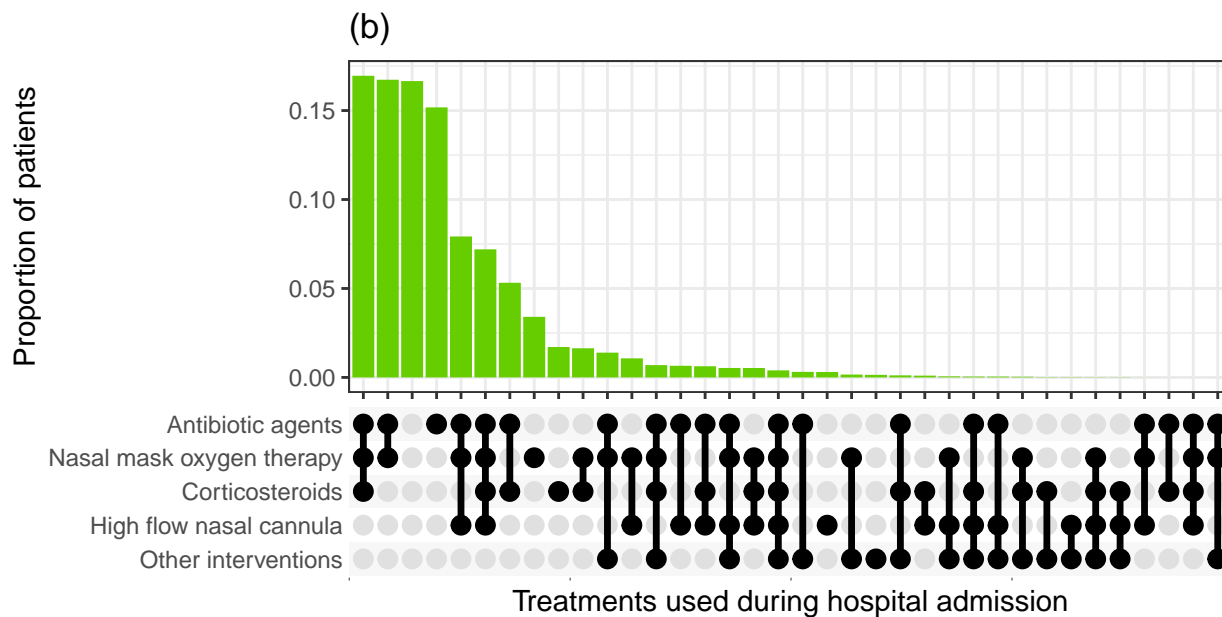 (b)
Proportion of patients
0.15
0.10
0.05
0.00
Antibiotic agents
Nasal mask oxygen therapy
Corticosteroids
High flow nasal cannula
Other interventions
Treatments used during hospital admission